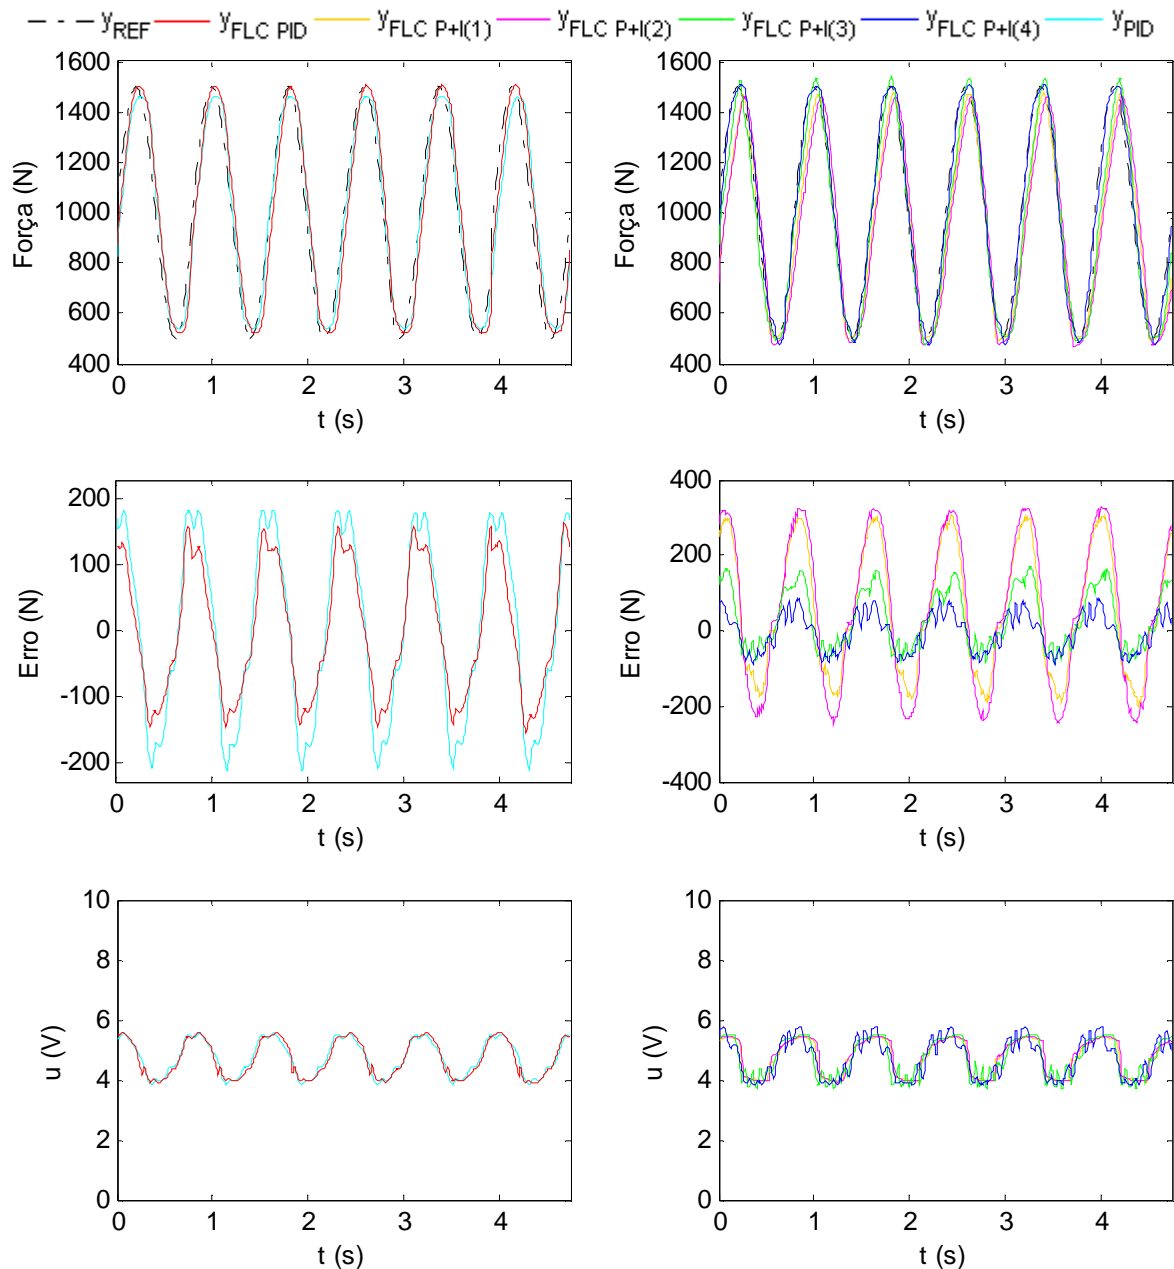 y_REF y_FLC PID y_FLC P+I(1) y_FLC P+I(2) y_FLC P+I(3) y_FLC P+I(4) y_PID
1600
1400
1200
1000
800
600
400
Força (N)
0 1 2 3 4
t (s)
1600
1400
1200
1000
800
600
400
Força (N)
0 1 2 3 4
t (s)
200
100
0
-100
-200
Erro (N)
0 1 2 3 4
t (s)
400
200
0
-200
-400
Erro (N)
0 1 2 3 4
t (s)
10
8
6
4
2
0
u (V)
0 1 2 3 4
t (s)
10
8
6
4
2
0
u (V)
0 1 2 3 4
t (s)